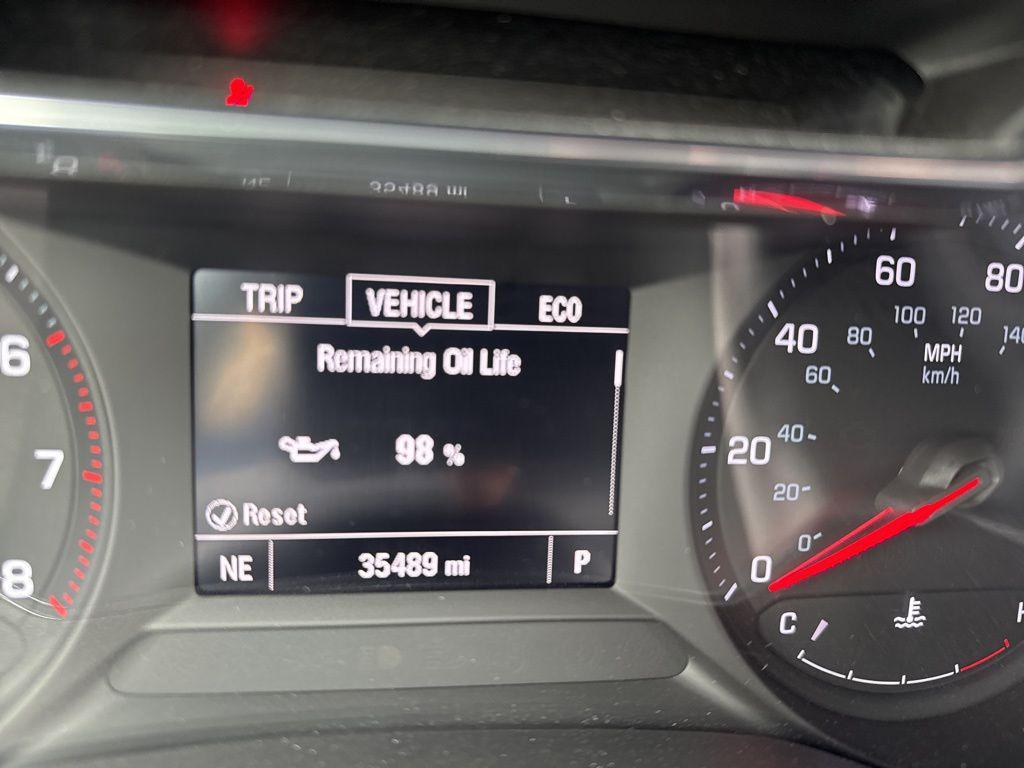 TRIP VEHICLE ECO
Remaining Oil Life
98 %
Reset
NE 35489 mi P
6
7
8
0 20 40 60 80
0 20 40 60 80 100 120
MPH
km/h
C